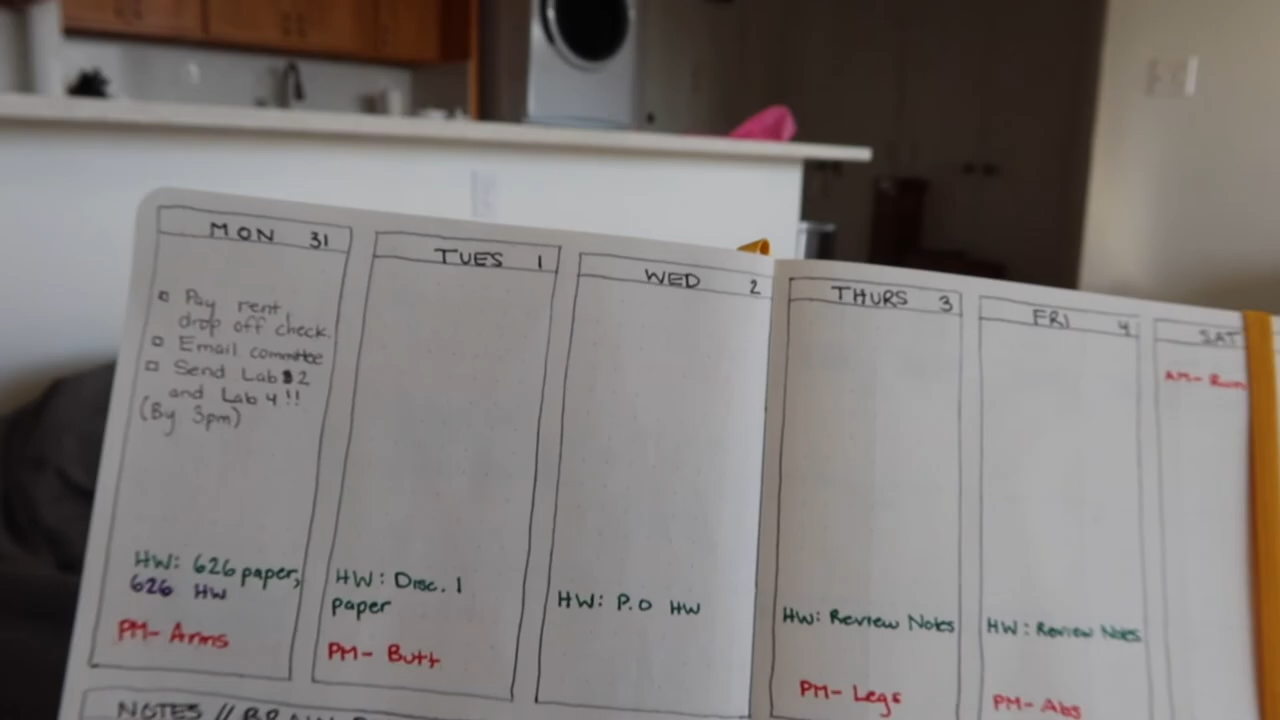 MON 31
Pay rent,
drop off check.
Email committee
Send Lab 2
and Lab 4!!
(By 3pm)
HW: 626 paper,
626 HW
PM- Arms
TUES 1
HW: Disc. 1
paper
PM- Butt
WED 2
HW: P.O HW
THURS 3
HW: Review Notes
PM- Legs
FRI 4
HW: Review Notes
PM- Abs
SAT
AM- Run
NOTES //